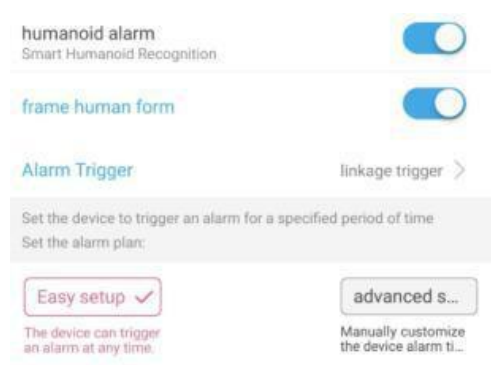 humanoid alarm
Smart Humanoid Recognition
frame human form
Alarm Trigger linkage trigger
Set the device to trigger an alarm for a specified period of time
Set the alarm plan:
Easy setup advanced s...
The device can trigger Manually customize
an alarm at any time. the device alarm ti...